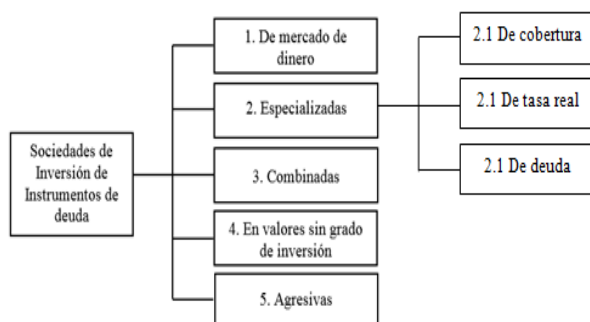 Sociedades de
Inversión de
Instrumentos de
deuda
1. De mercado de
dinero
2. Especializadas
3. Combinadas
4. En valores sin grado
de inversión
5. Agresivas
2.1 De cobertura
2.1 De tasa real
2.1 De deuda